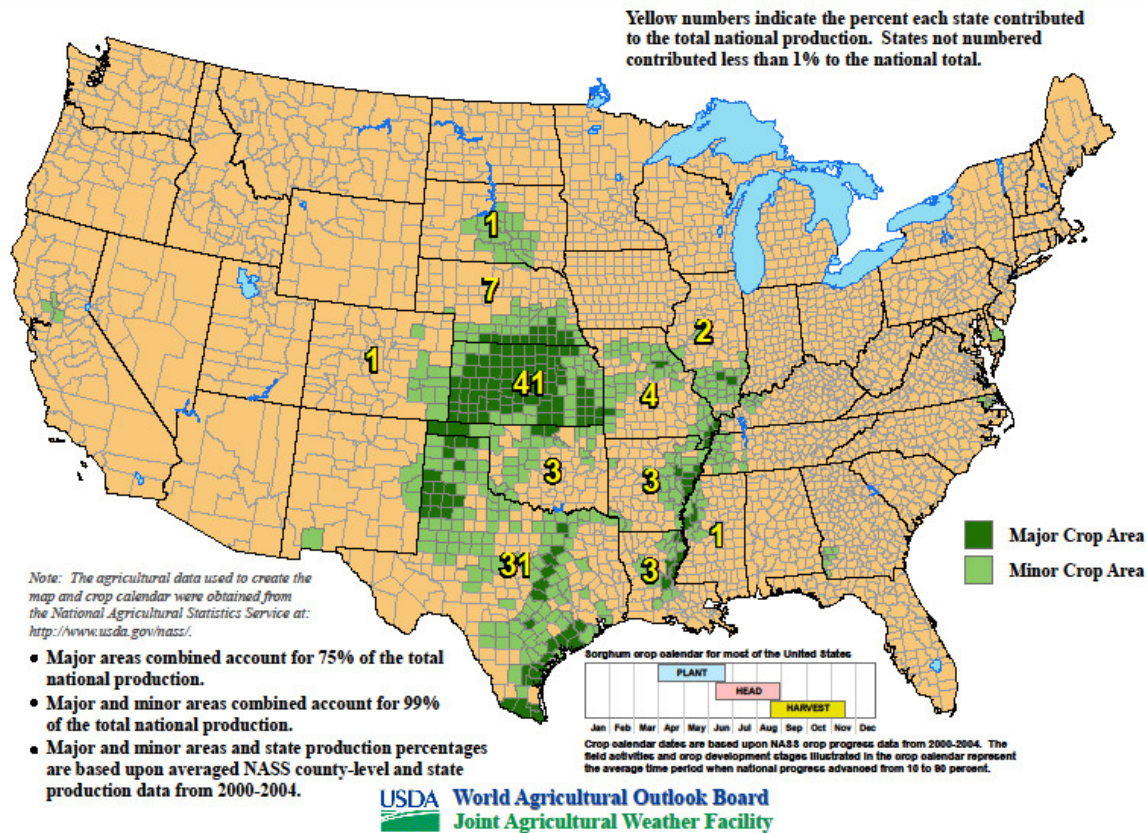 Yellow numbers indicate the percent each state contributed
to the total national production. States not numbered
contributed less than 1% to the national total.
1
7
2
1
41
4
3
3
1
31
3
Major Crop Area
Minor Crop Area
Note: The agricultural data used to create the
map and crop calendar were obtained from
the National Agricultural Statistics Service at:
http://www.usda.gov/nass/.
• Major areas combined account for 75% of the total
national production.
• Major and minor areas combined account for 99%
of the total national production.
• Major and minor areas and state production percentages
are based upon averaged NASS county-level and state
production data from 2000-2004.
Sorghum crop calendar for most of the United States
PLANT
HEAD
HARVEST
Jan Feb Mar Apr May Jun Jul Aug Sep Oct Nov Dec
Crop calendar dates are based upon NASS crop progress data from 2000-2004. The
field activities and crop development stages illustrated in the crop calendar represent
the average time period when national progress advanced from 10 to 90 percent.
USDA World Agricultural Outlook Board
Joint Agricultural Weather Facility